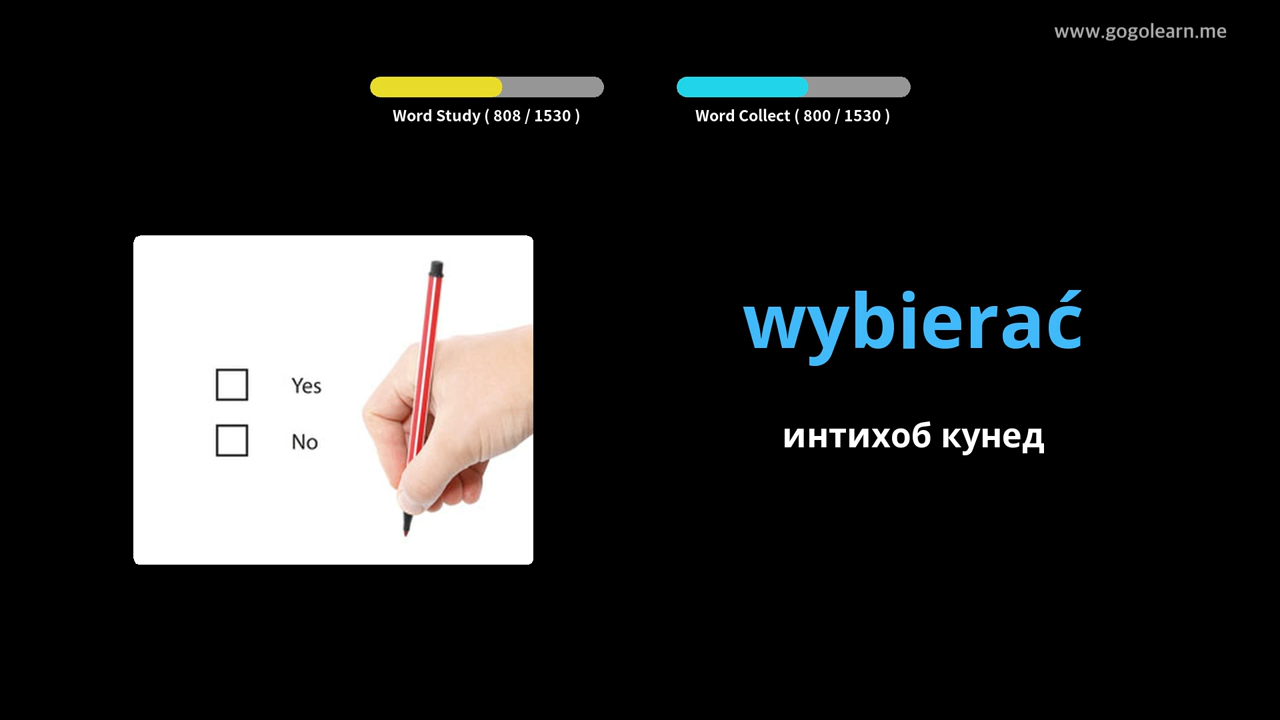 www.gogolearn.me
Word Study ( 808 / 1530 )
Word Collect ( 800 / 1530 )
Yes
No
wybierać
интихоб кунед